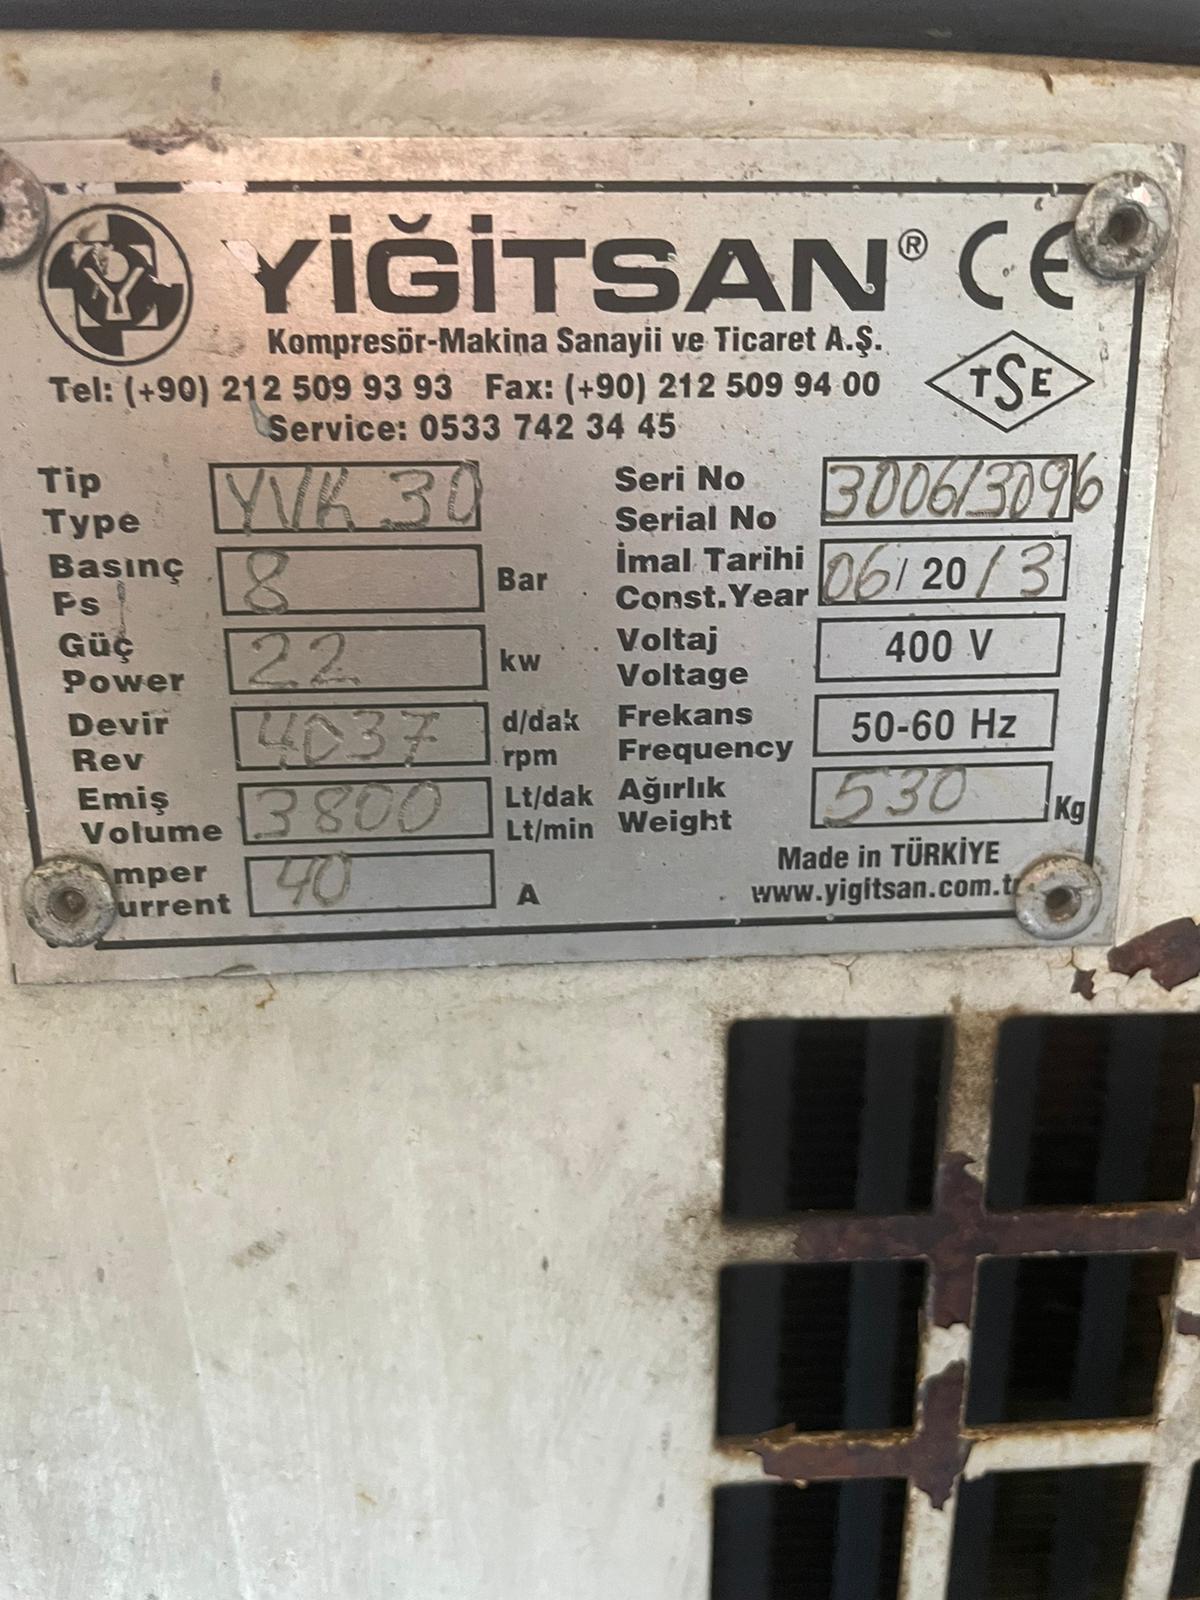 YİĞİTSAN® CE
Kompresör-Makina Sanayii ve Ticaret A.Ş.
Tel: (+90) 212 509 93 93 Fax: (+90) 212 509 94 00
TSE
Service: 0533 742 34 45
Tip
Type YVK 30
Basınç
Ps 8 Bar
Güç
Power 22 kw
Devir
Rev 4037 d/dak
rpm
Emiş
Volume 3800 Lt/dak
Lt/min
mper
urrent 40 A
Seri No
Serial No 3006/3096
İmal Tarihi
Const.Year 06/ 20 / 3
Voltaj
Voltage 400 V
Frekans
Frequency 50-60 Hz
Ağırlık
Weight 530 Kg
Made in TÜRKİYE
www.yigitsan.com.t